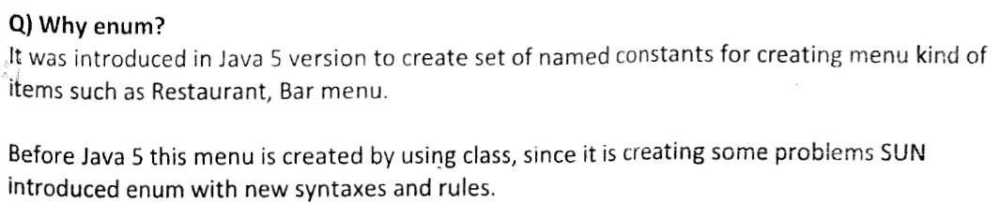 Q) Why enum?
It was introduced in Java 5 version to create set of named constants for creating menu kind of
items such as Restaurant, Bar menu.
Before Java 5 this menu is created by using class, since it is creating some problems SUN
introduced enum with new syntaxes and rules.